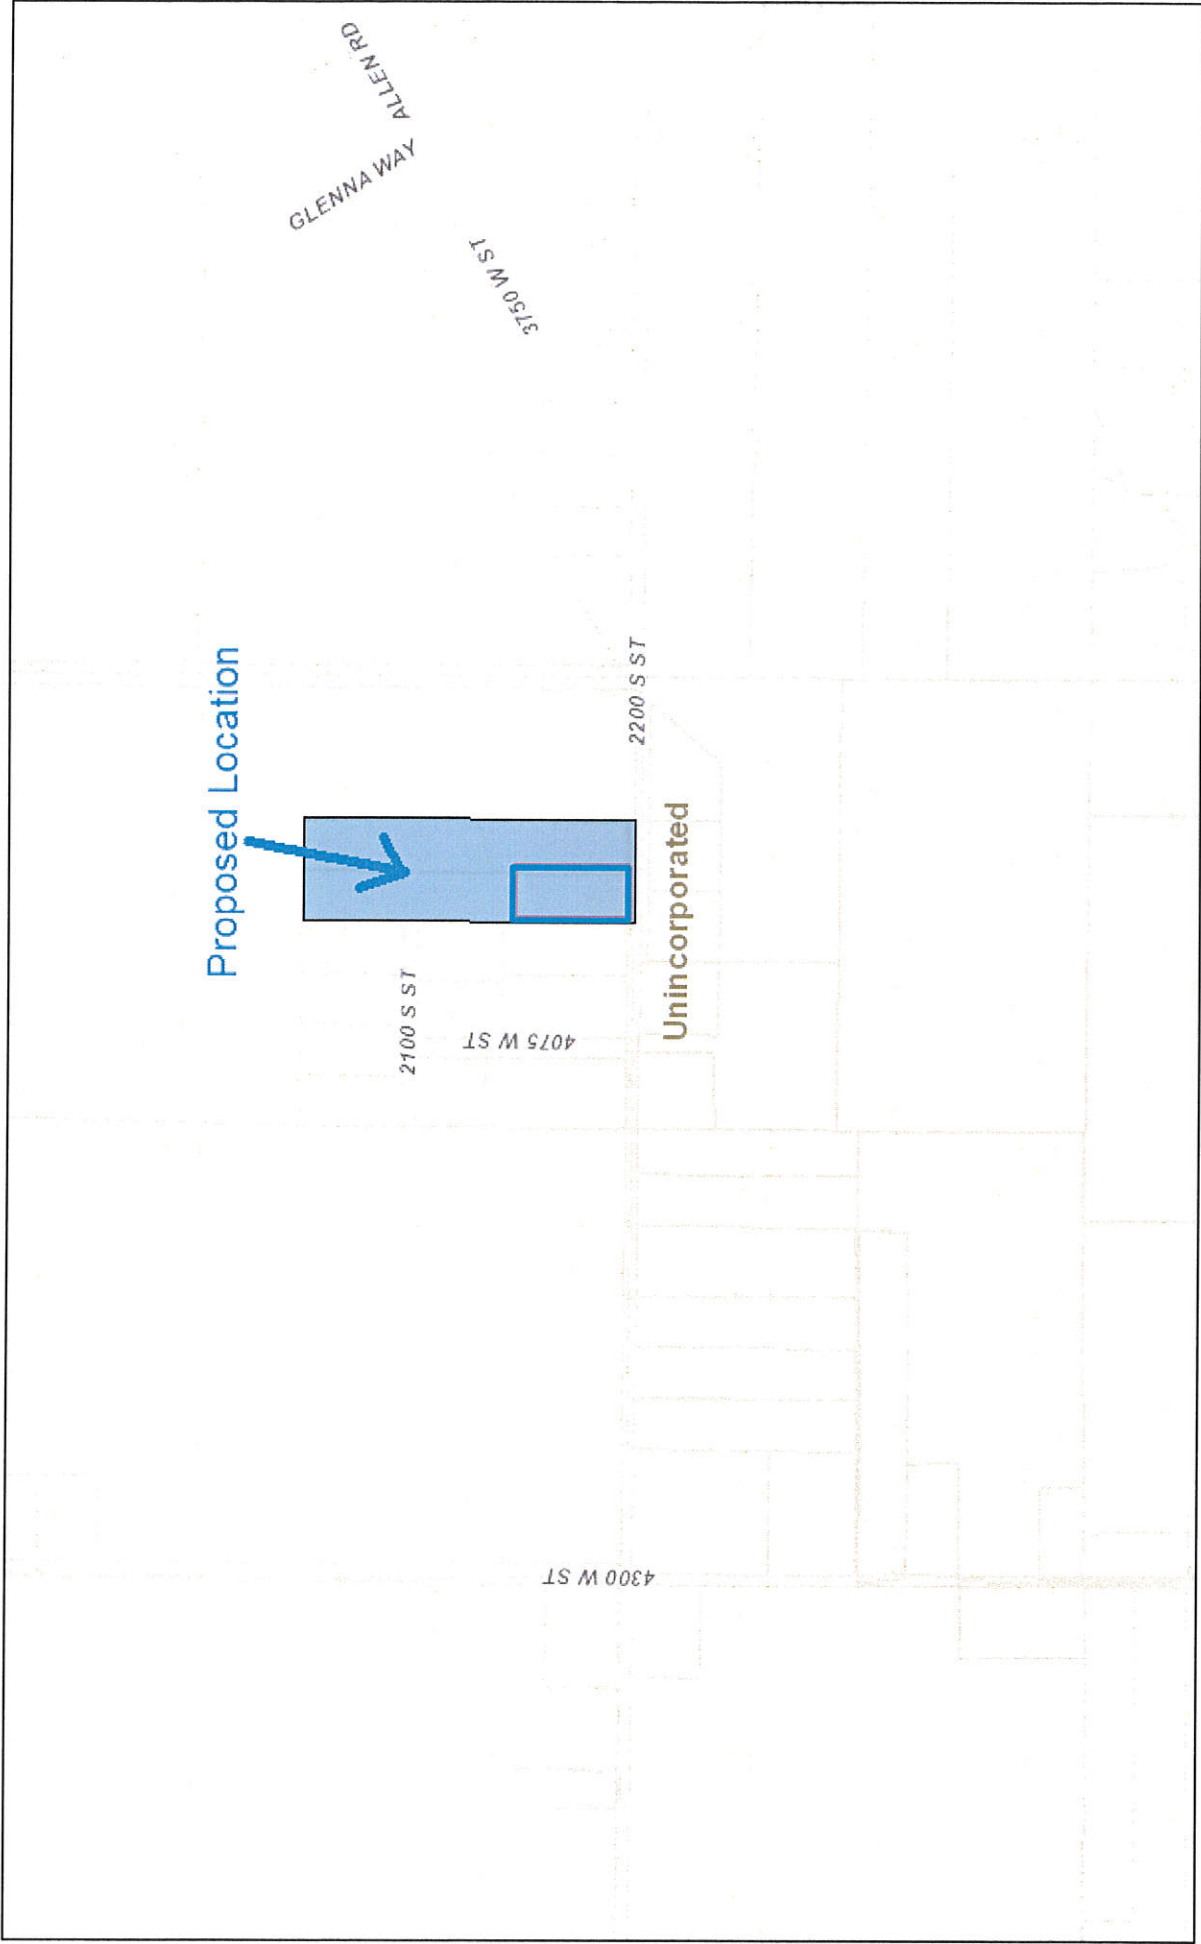 Proposed Location
GLENNA WAY
ALLEN RD
3750 W ST
2100 S ST
4075 W ST
2200 S ST
Unincorporated
4300 W ST